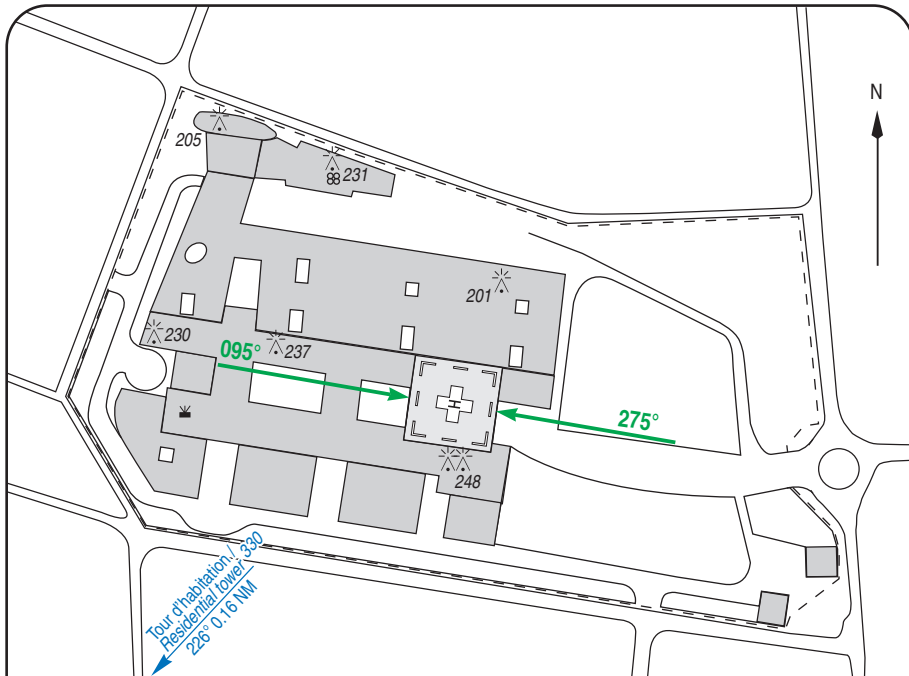 N
205
231
201
230
237
095°
H
275°
248
Tour d'habitation /
Residential tower 330
226° 0.16 NM